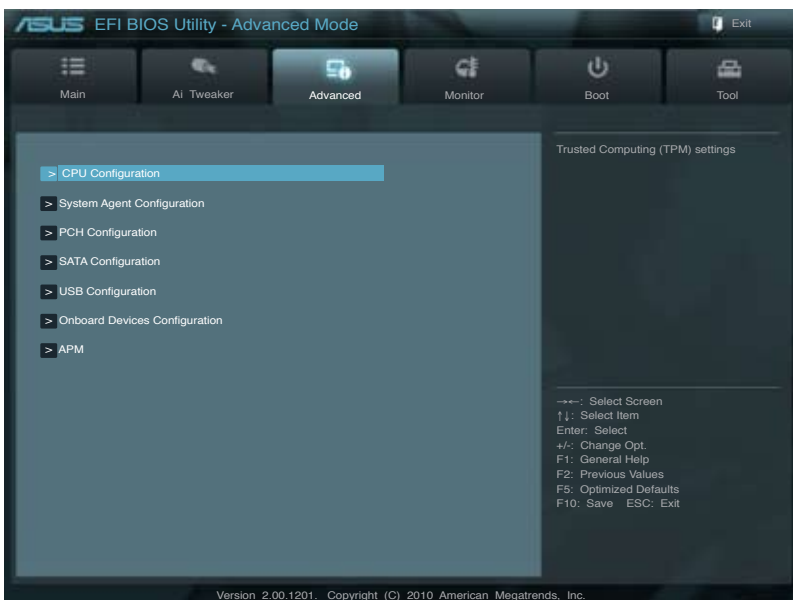 ASUS EFI BIOS Utility - Advanced Mode
Exit
Main
Ai Tweaker
Advanced
Monitor
Boot
Tool
Trusted Computing (TPM) settings
> CPU Configuration
> System Agent Configuration
> PCH Configuration
> SATA Configuration
> USB Configuration
> Onboard Devices Configuration
> APM
→←: Select Screen
↑↓: Select Item
Enter: Select
+/-: Change Opt.
F1: General Help
F2: Previous Values
F5: Optimized Defaults
F10: Save ESC: Exit
Version 2.00.1201. Copyright (C) 2010 American Megatrends, Inc.